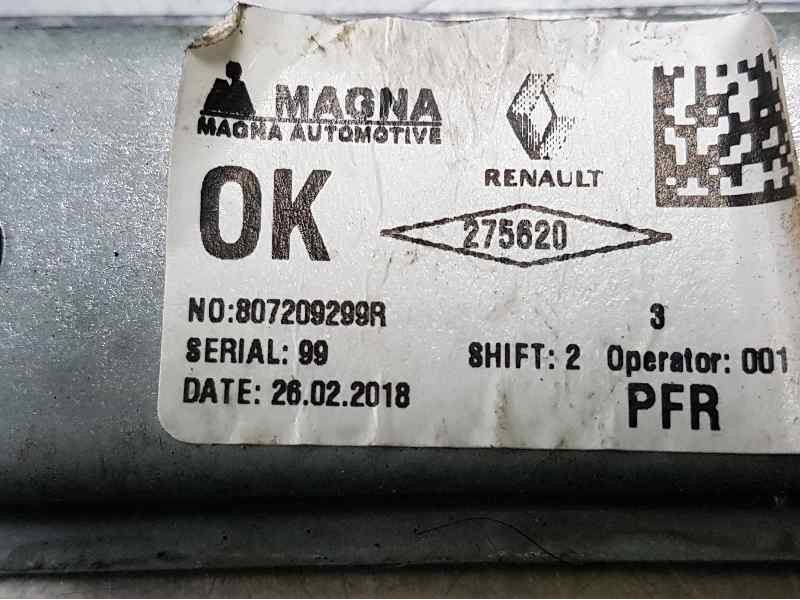 MAGNA
MAGNA AUTOMOTIVE
RENAULT
OK
275620
NO:807209299R
3
SERIAL: 99
SHIFT: 2 Operator: 001
DATE: 26.02.2018
PFR